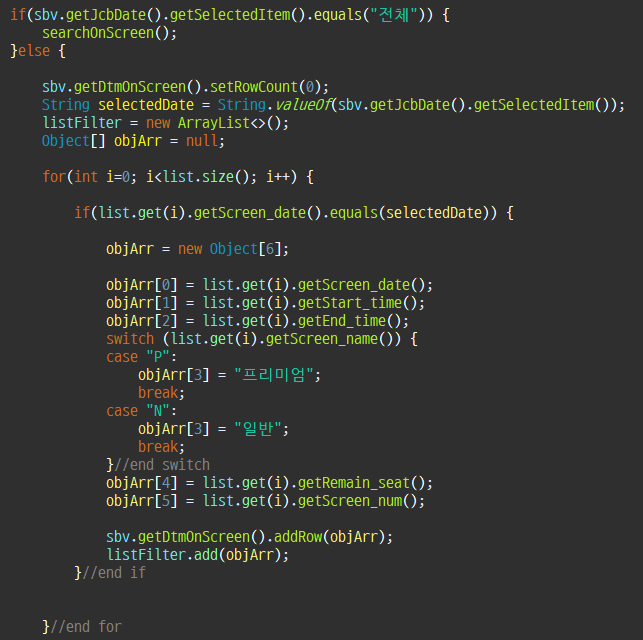 if(sbv.getJcbDate().getSelectedItem().equals("전체")) {
searchOnScreen();
}else {
sbv.getDtmOnScreen().setRowCount(0);
String selectedDate = String.valueOf(sbv.getJcbDate().getSelectedItem());
listFilter = new ArrayList<>();
Object[] objArr = null;
for(int i=0; i<list.size(); i++) {
if(list.get(i).getScreen_date().equals(selectedDate)) {
objArr = new Object[6];
objArr[0] = list.get(i).getScreen_date();
objArr[1] = list.get(i).getStart_time();
objArr[2] = list.get(i).getEnd_time();
switch (list.get(i).getScreen_name()) {
case "P":
objArr[3] = "프리미엄";
break;
case "N":
objArr[3] = "일반";
break;
}//end switch
objArr[4] = list.get(i).getRemain_seat();
objArr[5] = list.get(i).getScreen_num();
sbv.getDtmOnScreen().addRow(objArr);
listFilter.add(objArr);
}//end if
}//end for